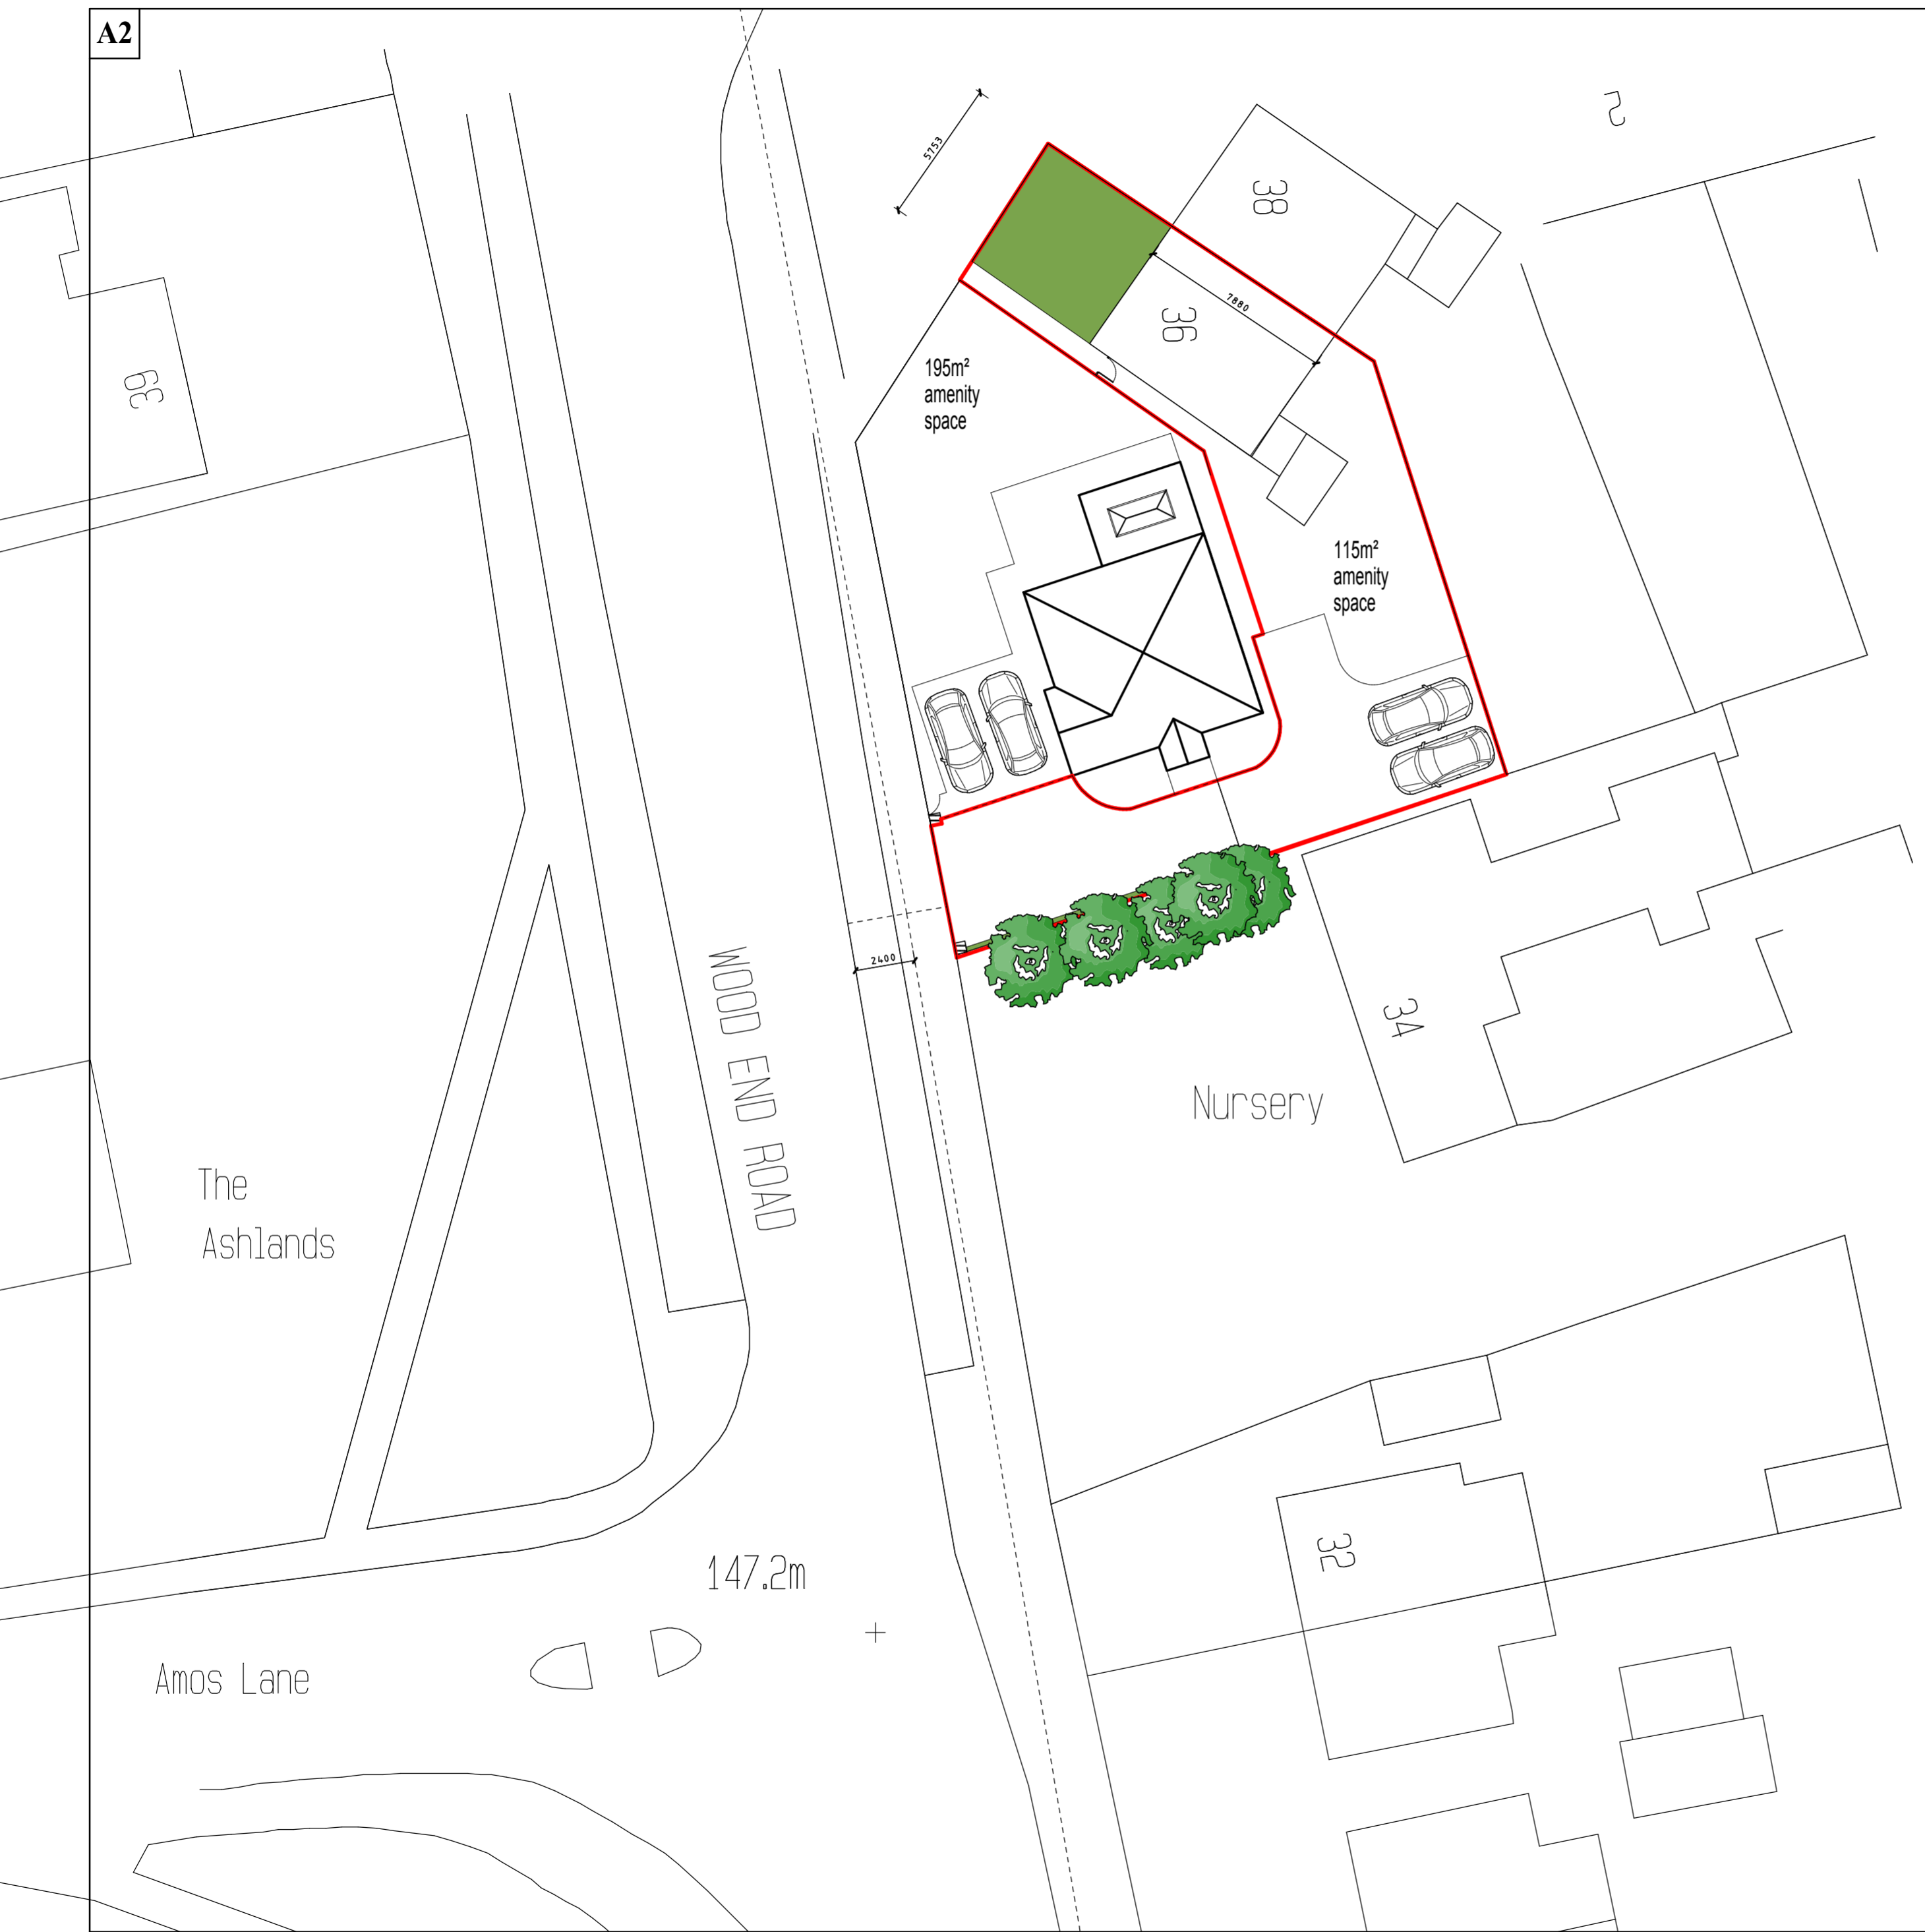 A2
5753
38
7880
36
195m²
amenity
space
39
115m²
amenity
space
2400
WOOD END ROAD
34
Nursery
The
Ashlands
32
147.2m
Amos Lane